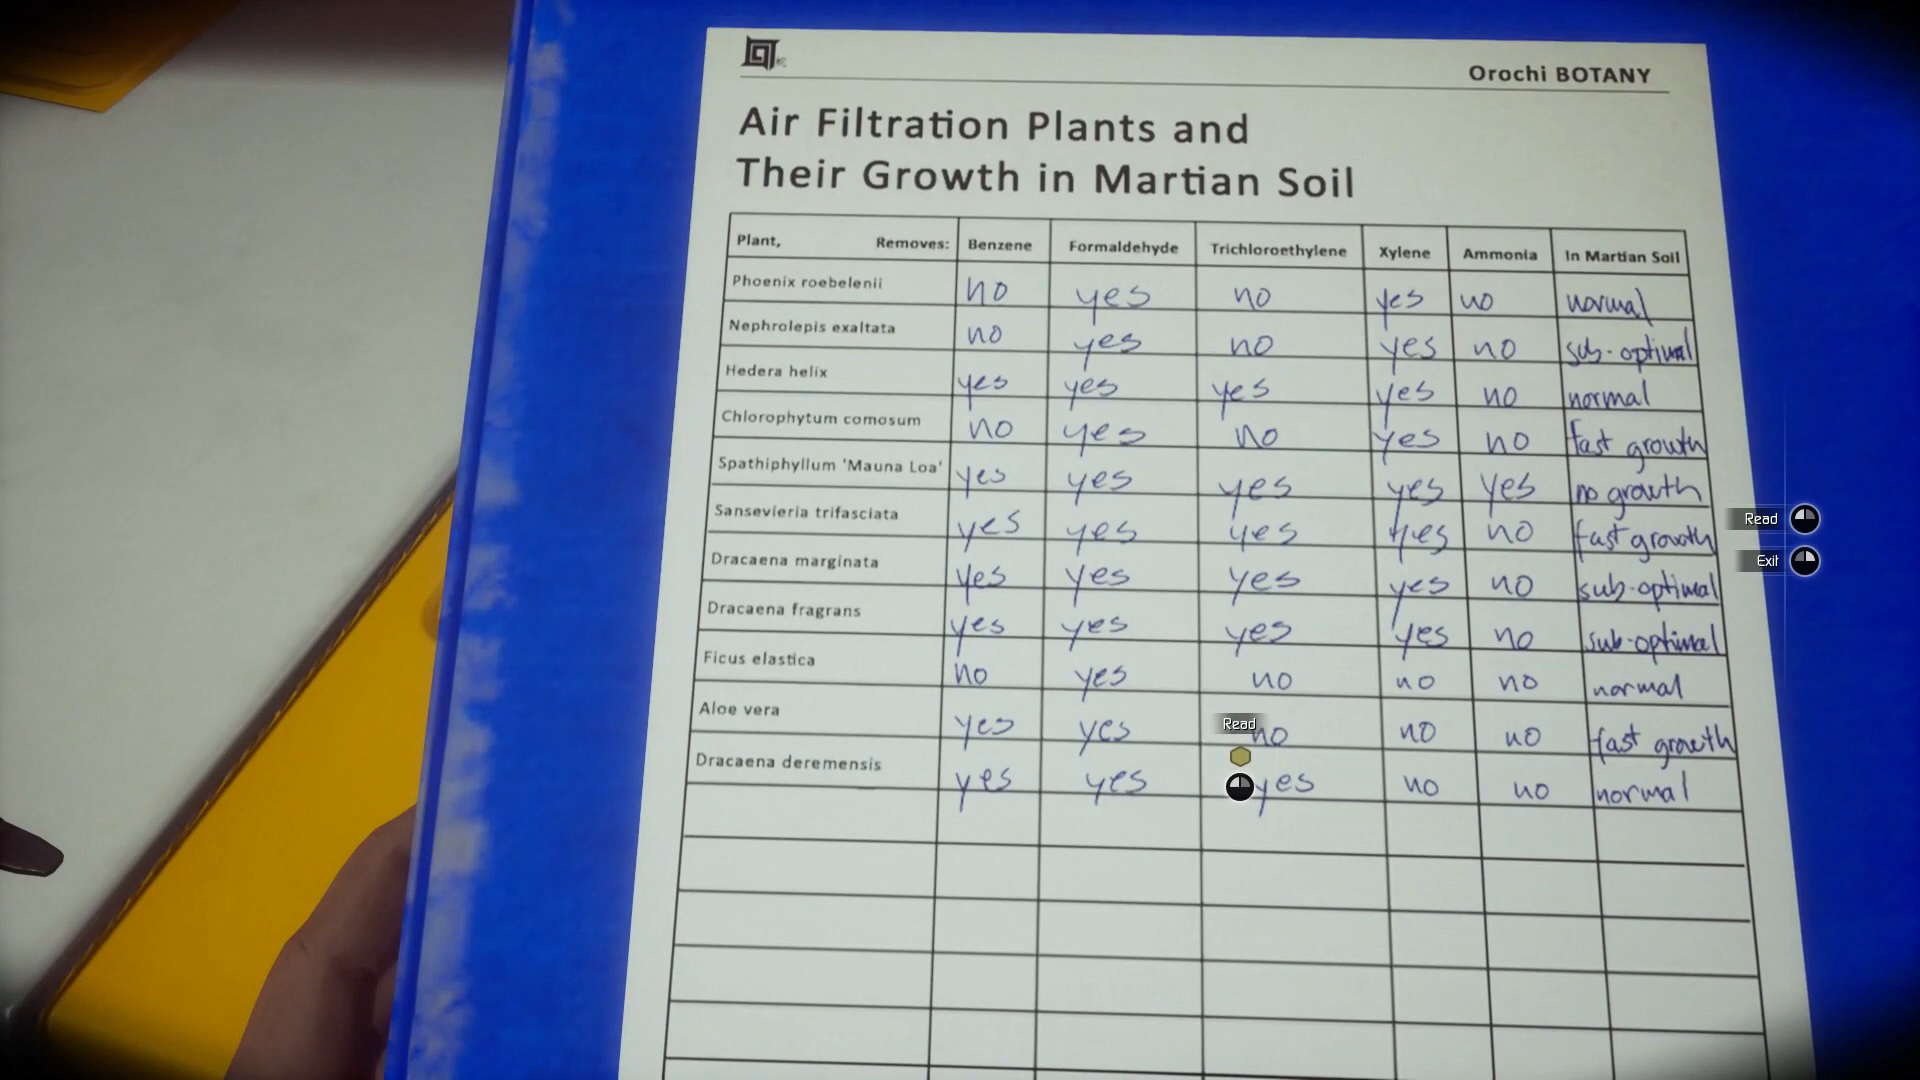 Orochi BOTANY
Air Filtration Plants and
Their Growth in Martian Soil
Plant, Removes: Benzene Formaldehyde Trichloroethylene Xylene Ammonia In Martian Soil
Phoenix roebelenii no yes no yes no normal
Nephrolepis exaltata no yes no yes no sub-optimal
Hedera helix yes yes yes yes no normal
Chlorophytum comosum no yes no yes no fast growth
Spathiphyllum 'Mauna Loa' yes yes yes yes yes no growth
Sansevieria trifasciata yes yes yes yes no fast growth
Dracaena marginata yes yes yes yes no sub-optimal
Dracaena fragrans yes yes yes yes no sub-optimal
Ficus elastica no yes no no no normal
Aloe vera yes yes no no no fast growth
Dracaena deremensis yes yes yes no no normal
Read
Read
Exit